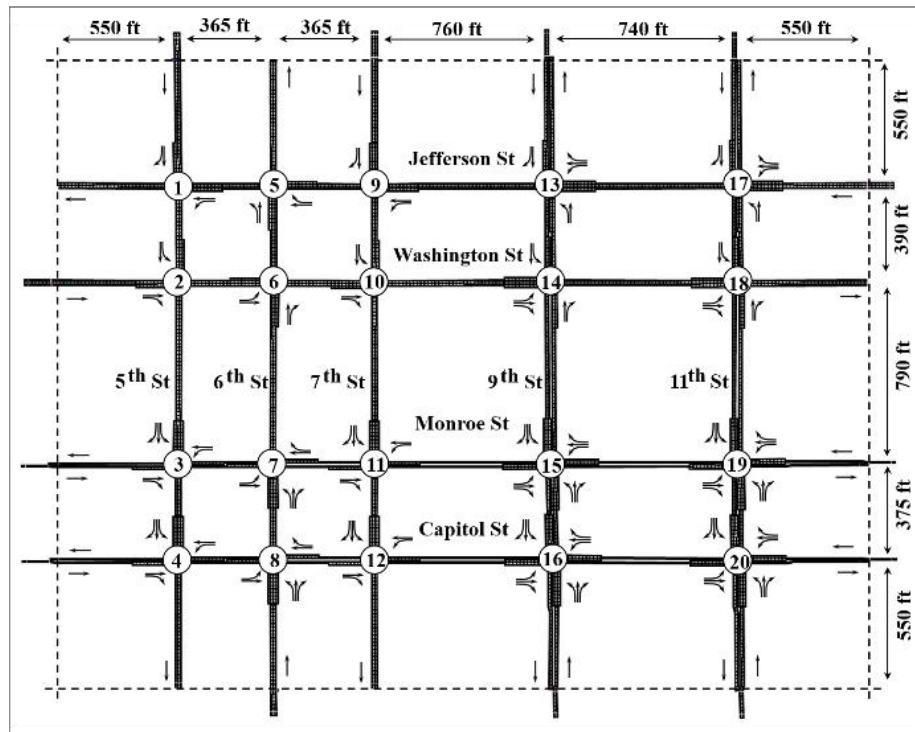 550 ft 365 ft 365 ft 760 ft 740 ft 550 ft
550 ft
Jefferson St
1 5 9 13 17
390 ft
Washington St
2 6 10 14 18
790 ft
5th St 6th St 7th St 9th St 11th St
Monroe St
3 7 11 15 19
375 ft
Capitol St
4 8 12 16 20
550 ft